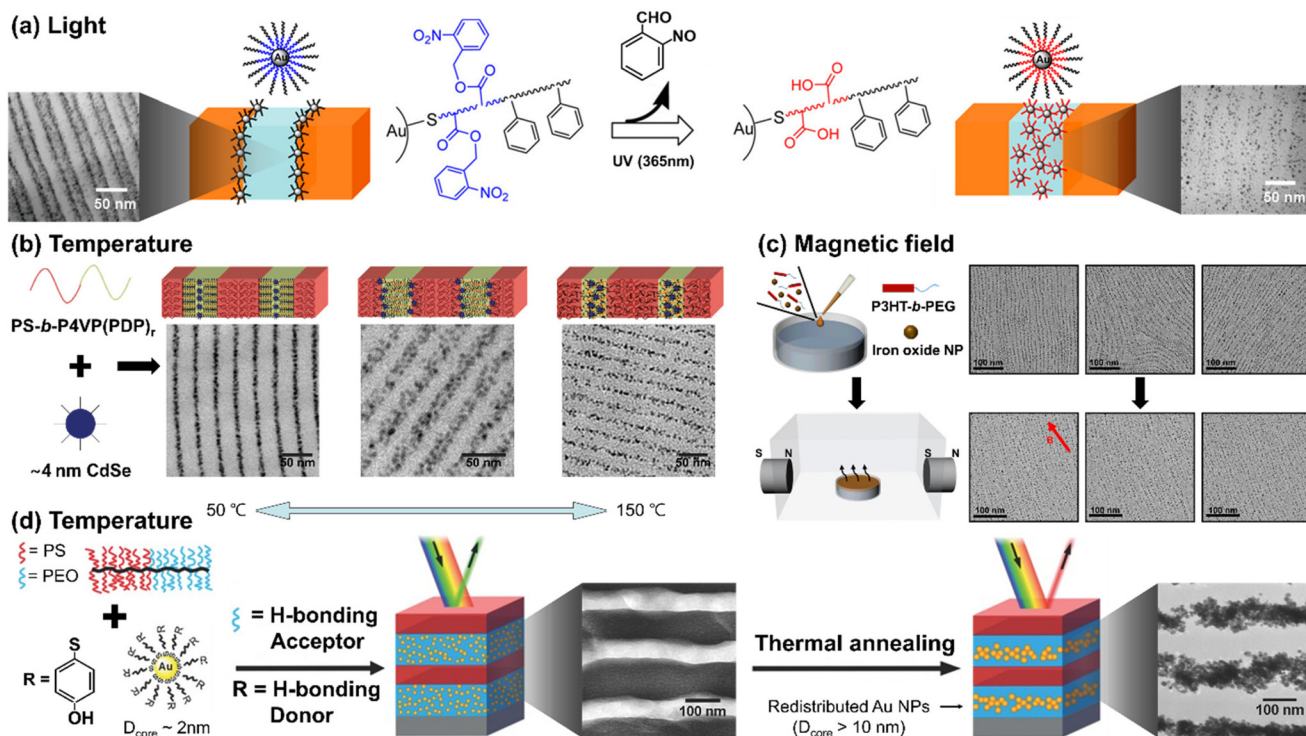 (a) Light
Au
O₂N
O
O
Au
S
O
O
NO₂
CHO
NO
UV (365nm)
HO
O
Au
S
O
OH
Au
50 nm
50 nm
(b) Temperature
PS-b-P4VP(PDP)r
~4 nm CdSe
50 nm
50 nm
50 nm
50 ℃
150 ℃
(c) Magnetic field
P3HT-b-PEG
Iron oxide NP
S N
S N
100 nm
100 nm
100 nm
B
100 nm
100 nm
100 nm
(d) Temperature
= PS
= PEO
R =
S
OH
R R R R R R R R R R
Au
Dcore ~ 2nm
= H-bonding
Acceptor
R = H-bonding
Donor
100 nm
Thermal annealing
Redistributed Au NPs
(Dcore > 10 nm)
100 nm